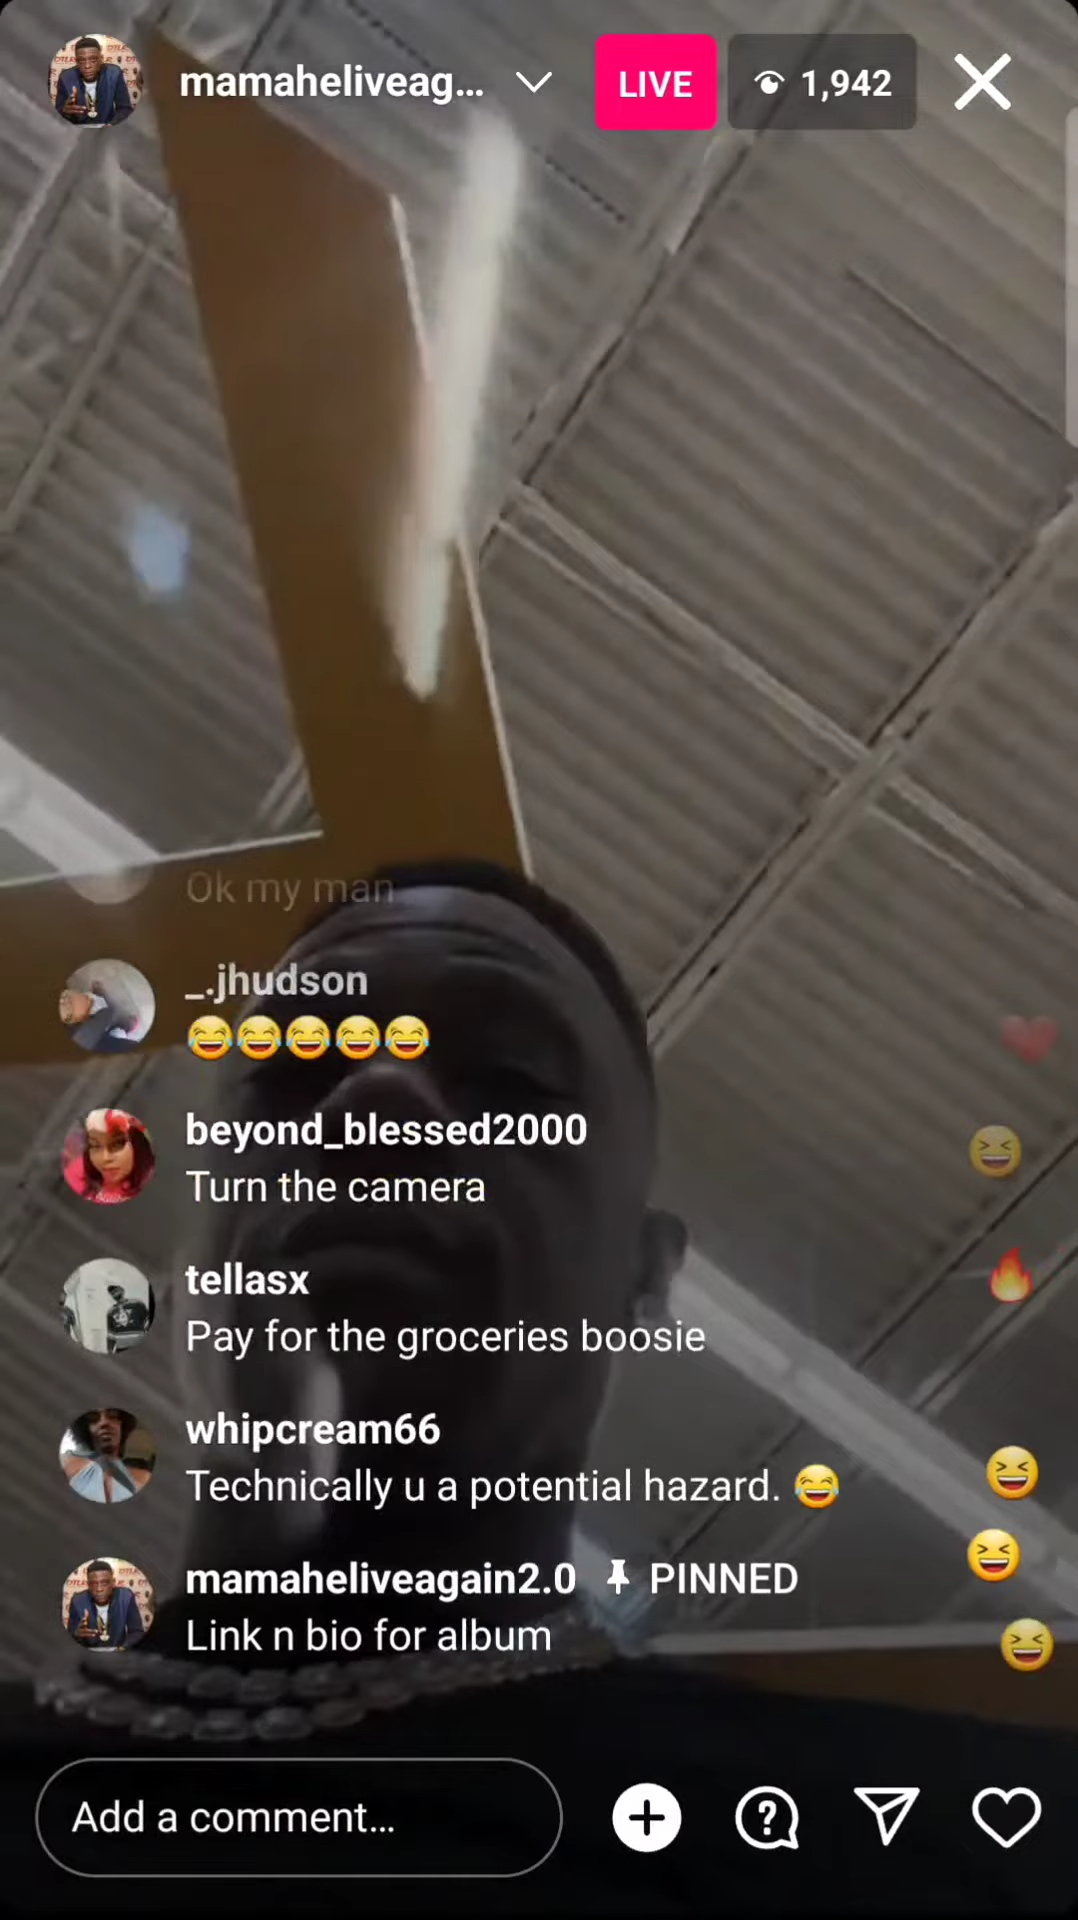 mamaheliveag...
LIVE
1,942
Ok my man
_.jhudson
😂😂😂😂😂
beyond_blessed2000
Turn the camera
tellasx
Pay for the groceries boosie
whipcream66
Technically u a potential hazard. 😂
mamaheliveagain2.0 PINNED
Link n bio for album
Add a comment...